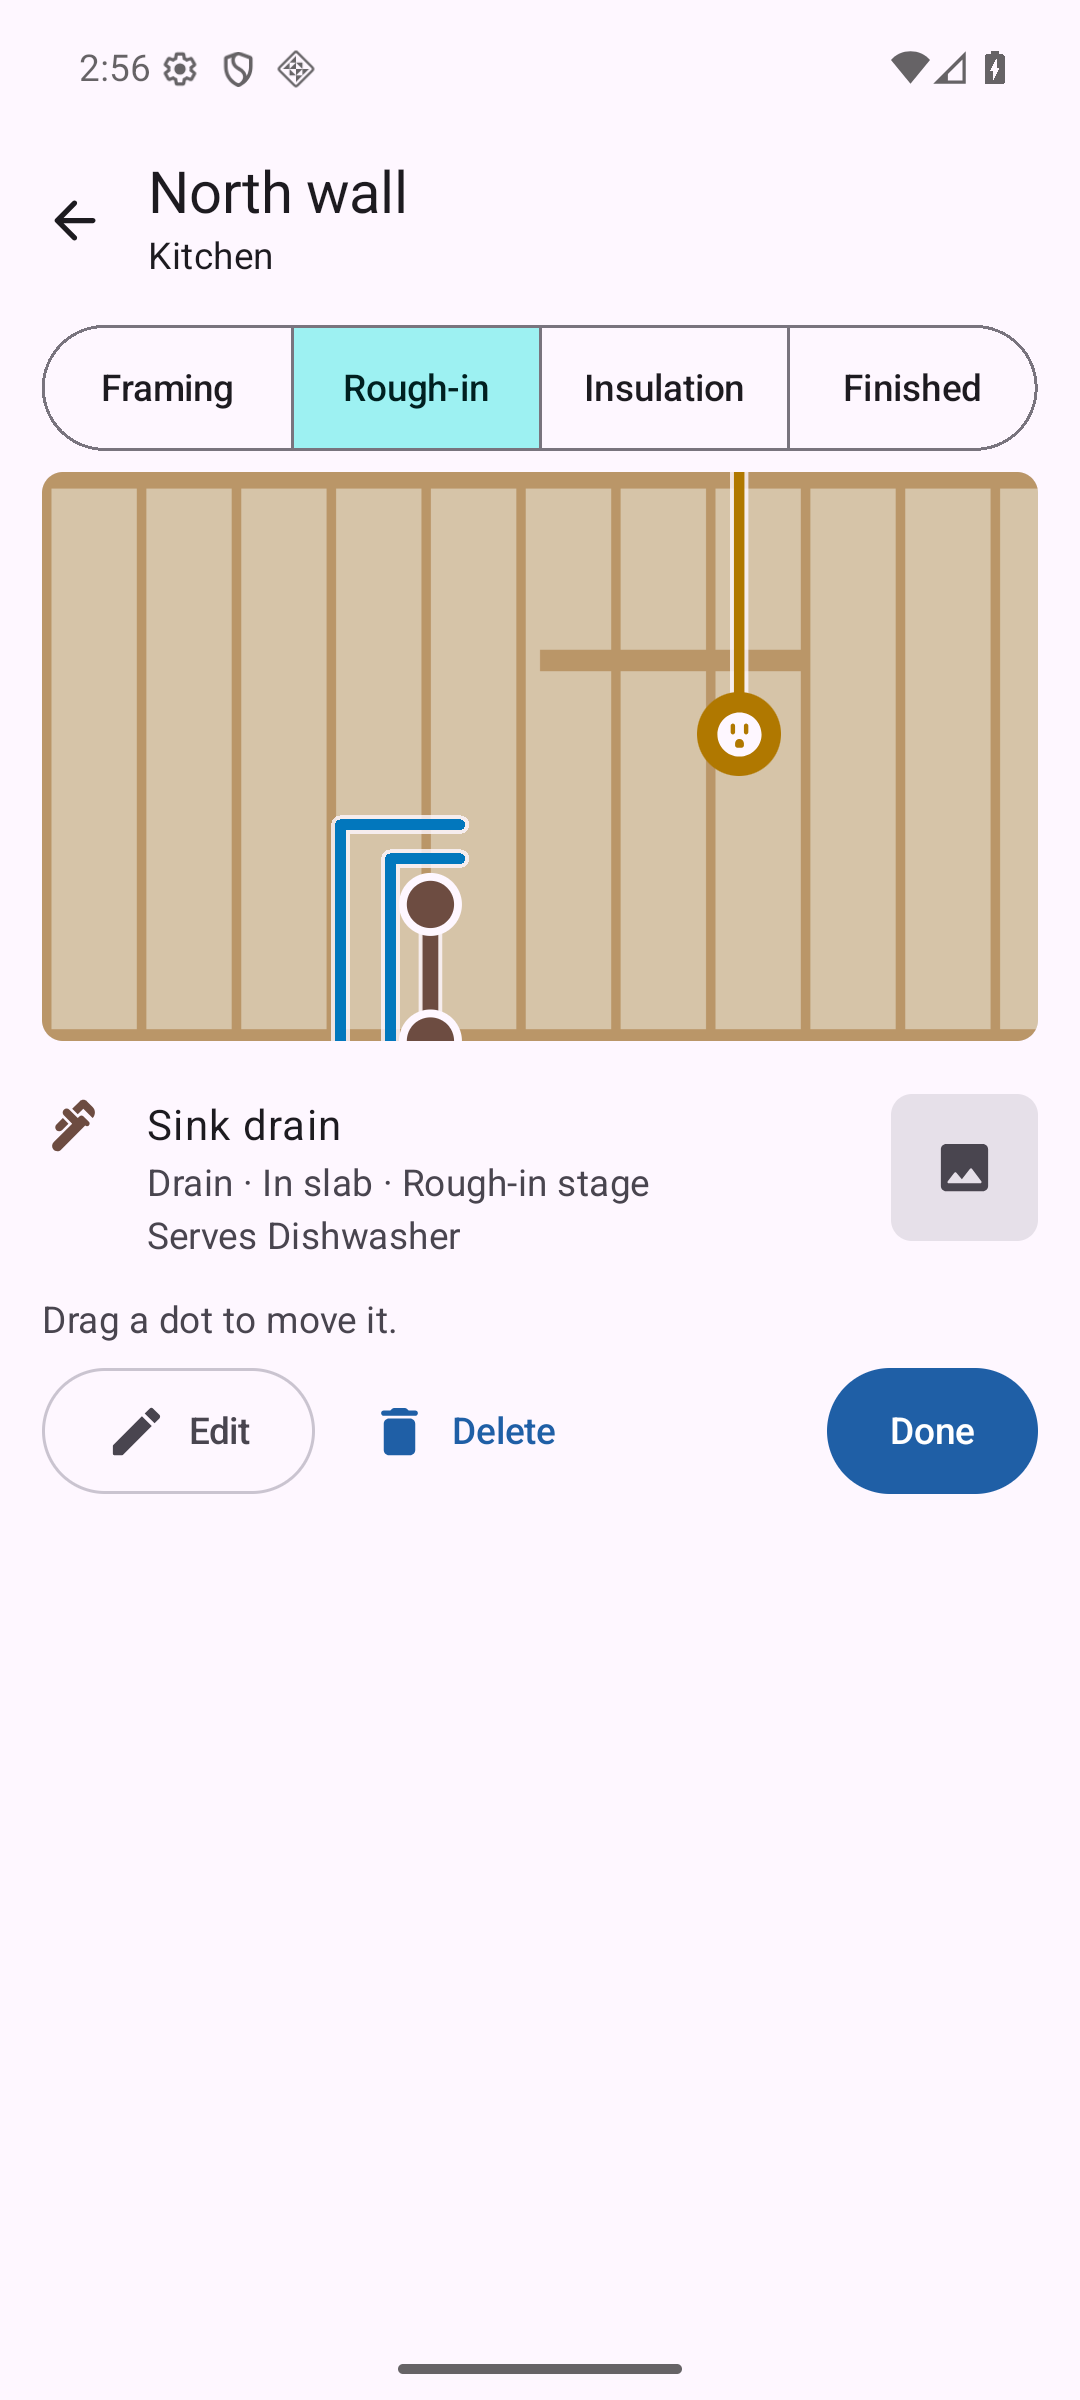 2:56
North wall
Kitchen
Framing
Rough-in
Insulation
Finished
Sink drain
Drain · In slab · Rough-in stage
Serves Dishwasher
Drag a dot to move it.
Edit
Delete
Done